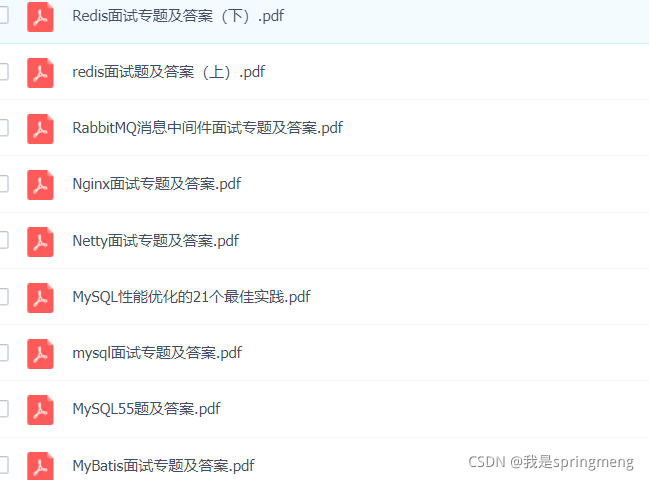 Redis面试专题及答案（下）.pdf
redis面试题及答案（上）.pdf
RabbitMQ消息中间件面试专题及答案.pdf
Nginx面试专题及答案.pdf
Netty面试专题及答案.pdf
MySQL性能优化的21个最佳实践.pdf
mysql面试专题及答案.pdf
MySQL55题及答案.pdf
MyBatis面试专题及答案.pdf
CSDN @我是springmeng